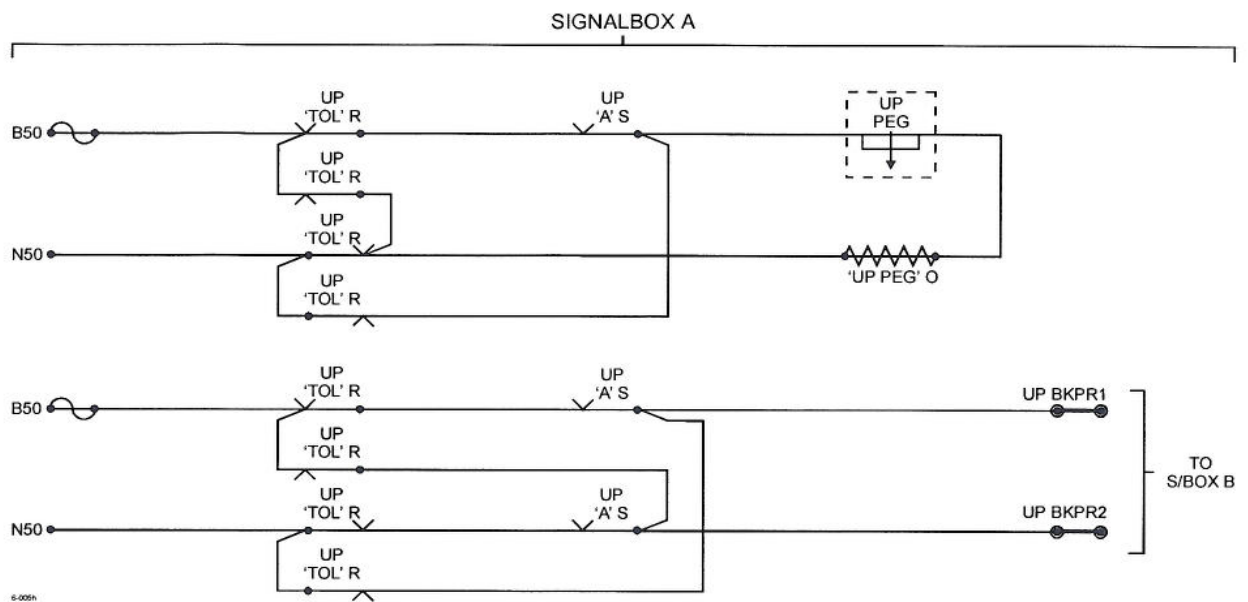 SIGNALBOX A
UP
'TOL' R
UP
'A' S
UP
PEG
B50
UP
'TOL' R
UP
'TOL' R
N50
'UP PEG' O
UP
'TOL' R
UP
'TOL' R
UP
'A' S
UP BKPR1
B50
UP
'TOL' R
TO
S/BOX B
UP
'TOL' R
UP
'A' S
UP BKPR2
N50
UP
'TOL' R
6-005h